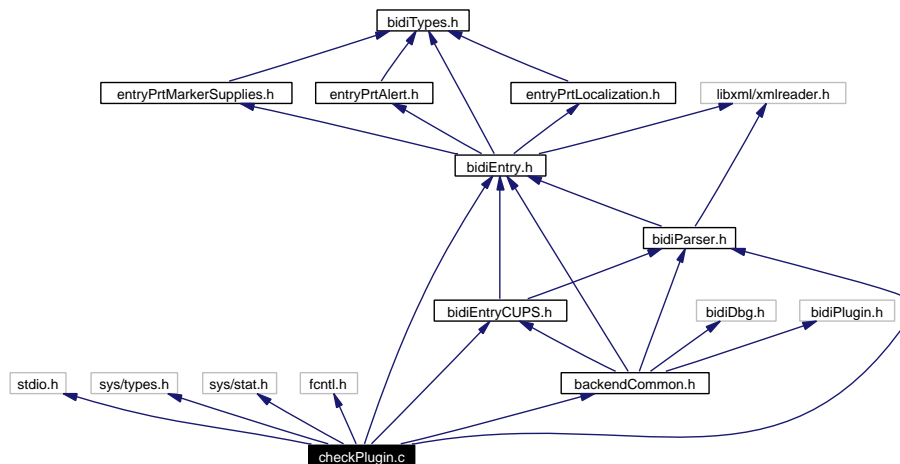 bidiTypes.h
entryPrtMarkerSupplies.h
entryPrtAlert.h
entryPrtLocalization.h
libxml/xmlreader.h
bidiEntry.h
bidiParser.h
bidiEntryCUPS.h
bidiDbg.h
bidiPlugin.h
stdio.h
sys/types.h
sys/stat.h
fcntl.h
backendCommon.h
checkPlugin.c